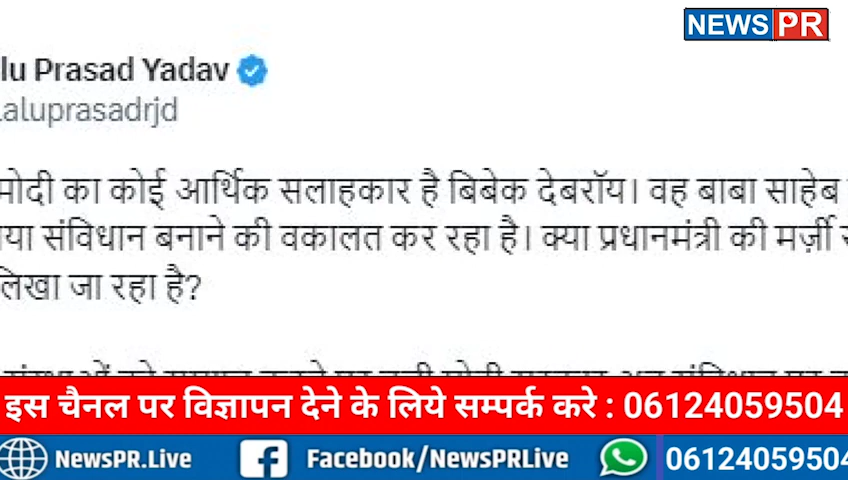 NEWS PR
lu Prasad Yadav
laluprasadrjd
मोदी का कोई आर्थिक सलाहकार है बिबेक देबरॉय। वह बाबा साहेब
या संविधान बनाने की वकालत कर रहा है। क्या प्रधानमंत्री की मर्ज़ी
लिखा जा रहा है?
इस चैनल पर विज्ञापन देने के लिये सम्पर्क करे : 06124059504
NewsPR.Live Facebook/NewsPRLive 06124059504